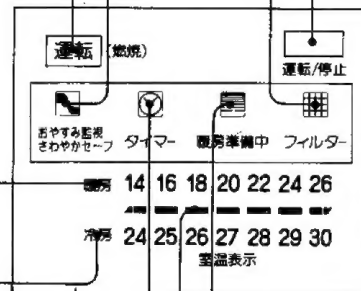 運転 (燃焼)
運転/停止
おやすみ監視
さわやかセーブ タイマー 暖房準備中 フィルター
暖房 14 16 18 20 22 24 26
冷房 24 25 26 27 28 29 30
室温表示